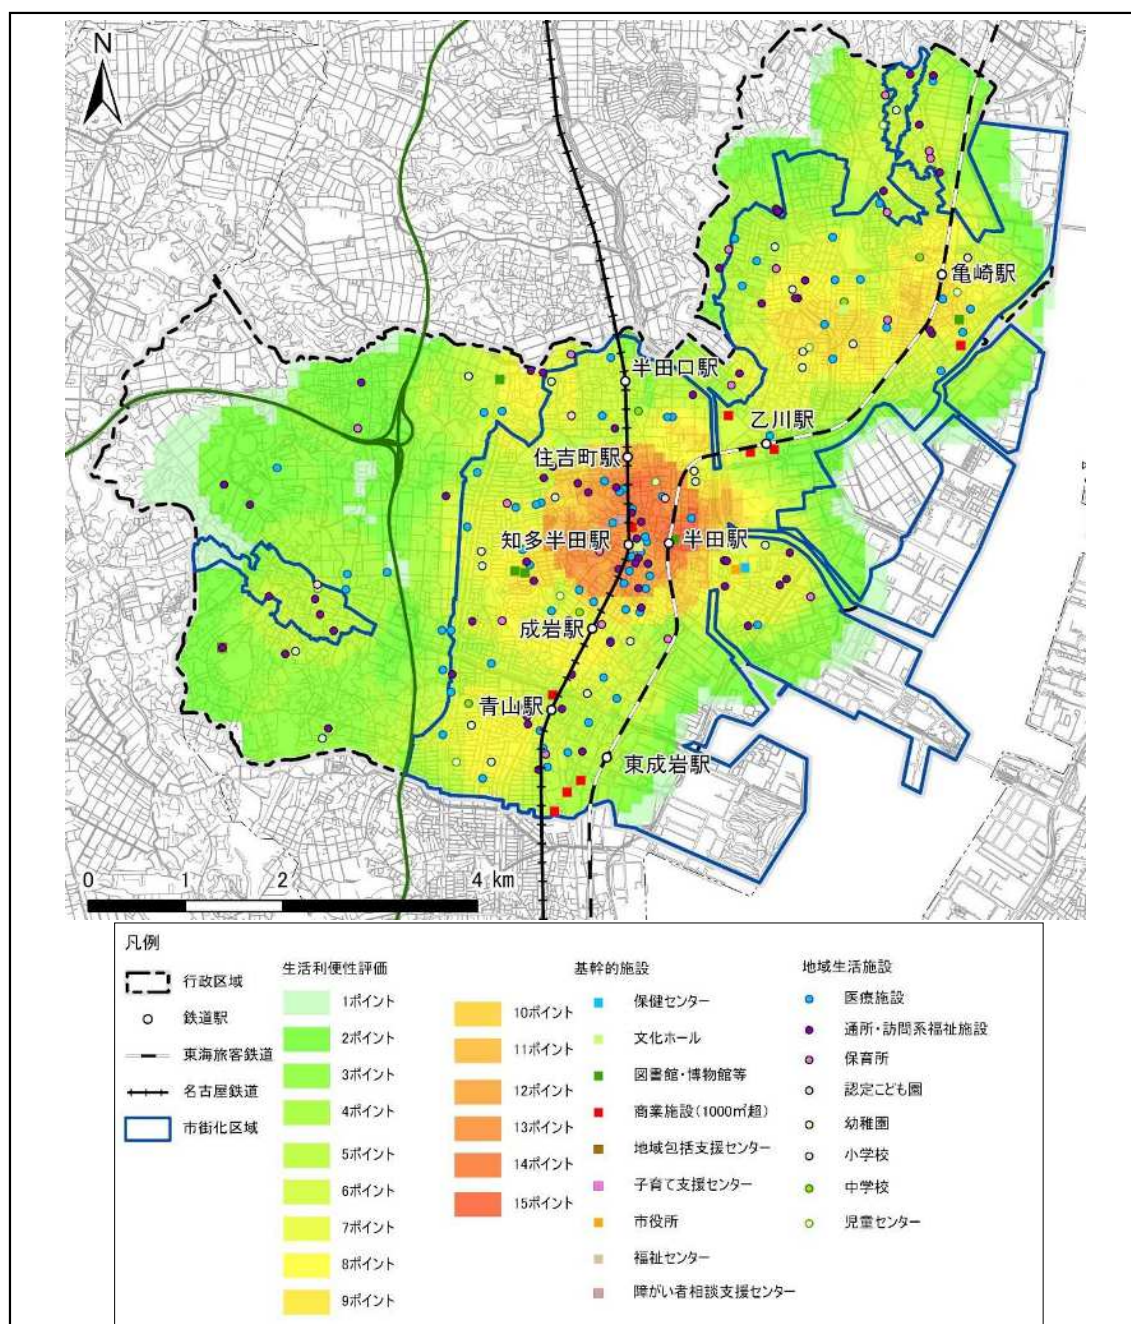 N
亀崎駅
半田口駅
乙川駅
住吉町駅
知多半田駅
半田駅
成岩駅
青山駅
東成岩駅
0 1 2 4 km
凡例
行政区域
鉄道駅
東海旅客鉄道
名古屋鉄道
市街化区域
生活利便性評価
1ポイント
2ポイント
3ポイント
4ポイント
5ポイント
6ポイント
7ポイント
8ポイント
9ポイント
10ポイント
11ポイント
12ポイント
13ポイント
14ポイント
15ポイント
基幹的施設
保健センター
文化ホール
図書館・博物館等
商業施設(1000㎡超)
地域包括支援センター
子育て支援センター
市役所
福祉センター
障がい者相談支援センター
地域生活施設
医療施設
通所・訪問系福祉施設
保育所
認定こども園
幼稚園
小学校
中学校
児童センター